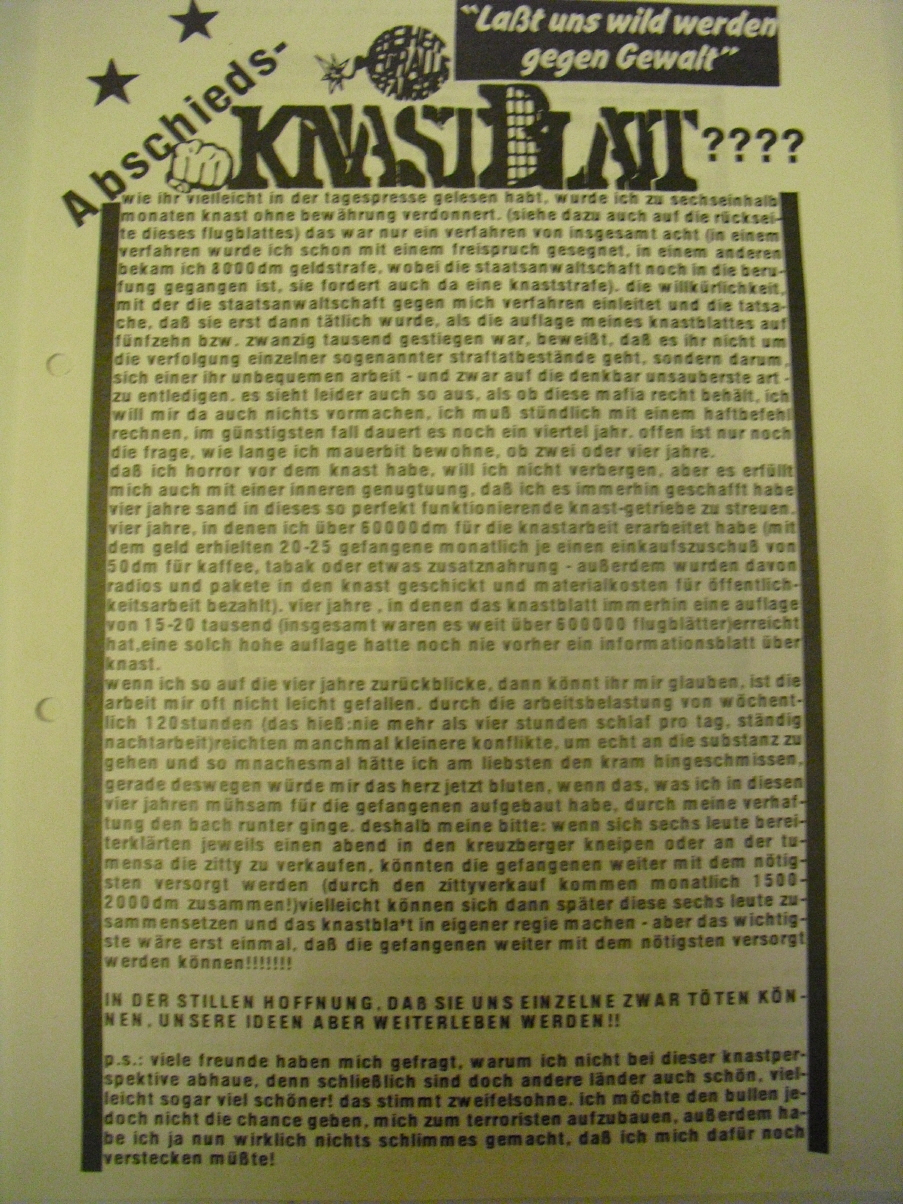 "Laßt uns wild werden
gegen Gewalt"
Abschieds-
KNASTBLATT????
wie ihr vielleicht in der tagespresse gelesen habt, wurde ich zu sechseinhalb
monaten knast ohne bewährung verdonnert. (siehe dazu auch auf die rücksei-
te dieses flugblattes) das war nur ein verfahren von insgesamt acht (in einem
verfahren wurde ich schon mit einem freispruch gesegnet, in einem anderen
bekam ich 8000dm geldstrafe, wobei die staatsanwaltschaft noch in die beru-
fung gegangen ist, sie fordert auch da eine knaststrafe). die willkürlichkeit,
mit der die staatsanwaltschaft gegen mich verfahren einleitet und die tatsa-
che, daß sie erst dann tätlich wurde, als die auflage meines knastblattes auf
fünfzehn bzw. zwanzig tausend gestiegen war, beweißt, daß es ihr nicht um
die verfolgung einzelner sogenannter straftatbestände geht, sondern darum,
sich einer ihr unbequemen arbeit - und zwar auf die denkbar unsauberste art -
zu entledigen. es sieht leider auch so aus, als ob diese mafia recht behält, ich
will mir da auch nichts vormachen, ich muß stündlich mit einem haftbefehl
rechnen, im günstigsten fall dauert es noch ein viertel jahr. offen ist nur noch
die frage, wie lange ich mauerbit bewohne, ob zwei oder vier jahre.
daß ich horror vor dem knast habe, will ich nicht verbergen, aber es erfüllt
mich auch mit einer inneren genugtuung, daß ich es immerhin geschafft habe
vier jahre sand in dieses so perfekt funktionierende knast-getriebe zu streuen.
vier jahre, in denen ich über 60000dm für die knastarbeit erarbeitet habe (mit
dem geld erhielten 20-25 gefangene monatlich je einen einkaufszuschuß von
50dm für kaffee, tabak oder etwas zusatznahrung - außerdem wurden davon
radios und pakete in den knast geschickt und materialkosten für öffentlich-
keitsarbeit bezahlt). vier jahre , in denen das knastblatt immerhin eine auflage
von 15-20 tausend (insgesamt waren es weit über 600000 flugblätter)erreicht
hat,eine solch hohe auflage hatte noch nie vorher ein informationsblatt über
knast.
wenn ich so auf die vier jahre zurückblicke, dann könnt ihr mir glauben, ist die
arbeit mir oft nicht leicht gefallen. durch die arbeitsbelastung von wöchent-
lich 120stunden (das hieß:nie mehr als vier stunden schlaf pro tag, ständig
nachtarbeit)reichten manchmal kleinere konflikte, um echt an die substanz zu
gehen und so mnachesmal hätte ich am liebsten den kram hingeschmissen,
gerade deswegen würde mir das herz jetzt bluten, wenn das, was ich in diesen
vier jahren mühsam für die gefangenen aufgebaut habe, durch meine verhaf-
tung den bach runter ginge. deshalb meine bitte: wenn sich sechs leute berei-
terklärten jeweils einen abend in den kreuzberger kneipen oder an der tu-
mensa die zitty zu verkaufen, könnten die gefangenen weiter mit dem nötig-
sten versorgt werden (durch den zittyverkauf kommen monatlich 1500-
2000dm zusammen!)vielleicht können sich dann später diese sechs leute zu-
sammensetzen und das knastbla't in eigener regie machen - aber das wichtig-
ste wäre erst einmal, daß die gefangenen weiter mit dem nötigsten versorgt
werden können!!!!!!!
IN DER STILLEN HOFFNUNG, DAß SIE UNS EINZELNE ZWAR TÖTEN KÖN-
NEN, UNSERE IDEEN ABER WEITERLEBEN WERDEN!!
p.s.: viele freunde haben mich gefragt, warum ich nicht bei dieser knastper-
spektive abhaue, denn schließlich sind doch andere länder auch schön, viel-
leicht sogar viel schöner! das stimmt zweifelsohne. ich möchte den bullen je-
doch nicht die chance geben, mich zum terroristen aufzubauen, außerdem ha-
be ich ja nun wirklich nichts schlimmes gemacht, daß ich mich dafür noch
verstecken müßte!